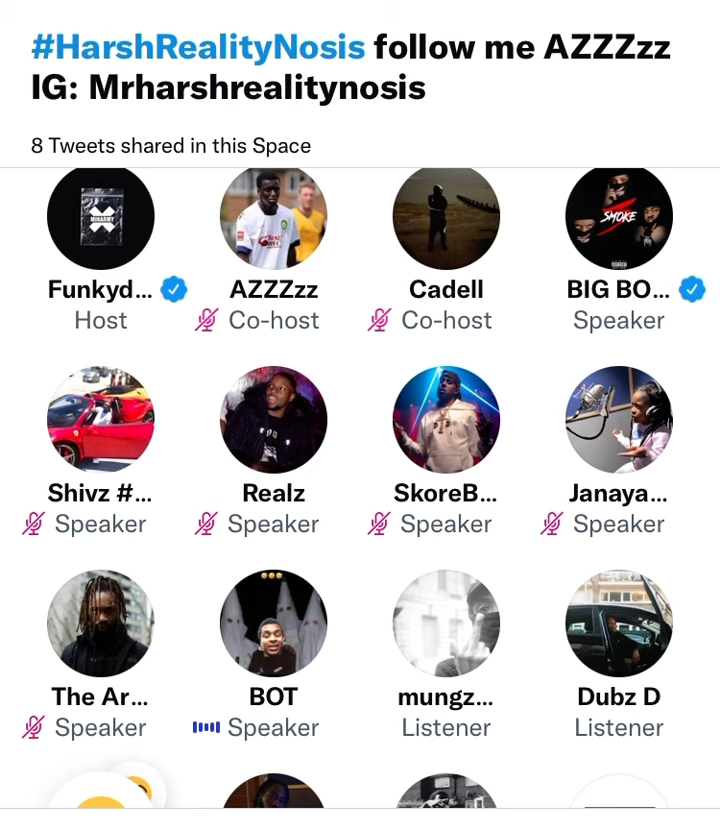 #HarshRealityNosis follow me AZZZzz
IG: Mrharshrealitynosis
8 Tweets shared in this Space
SMOKE
Funkyd... AZZZzz Cadell BIG BO...
Host Co-host Co-host Speaker
Shivz #... Realz SkoreB... Janaya...
Speaker Speaker Speaker Speaker
The Ar... BOT mungz... Dubz D
Speaker Speaker Listener Listener